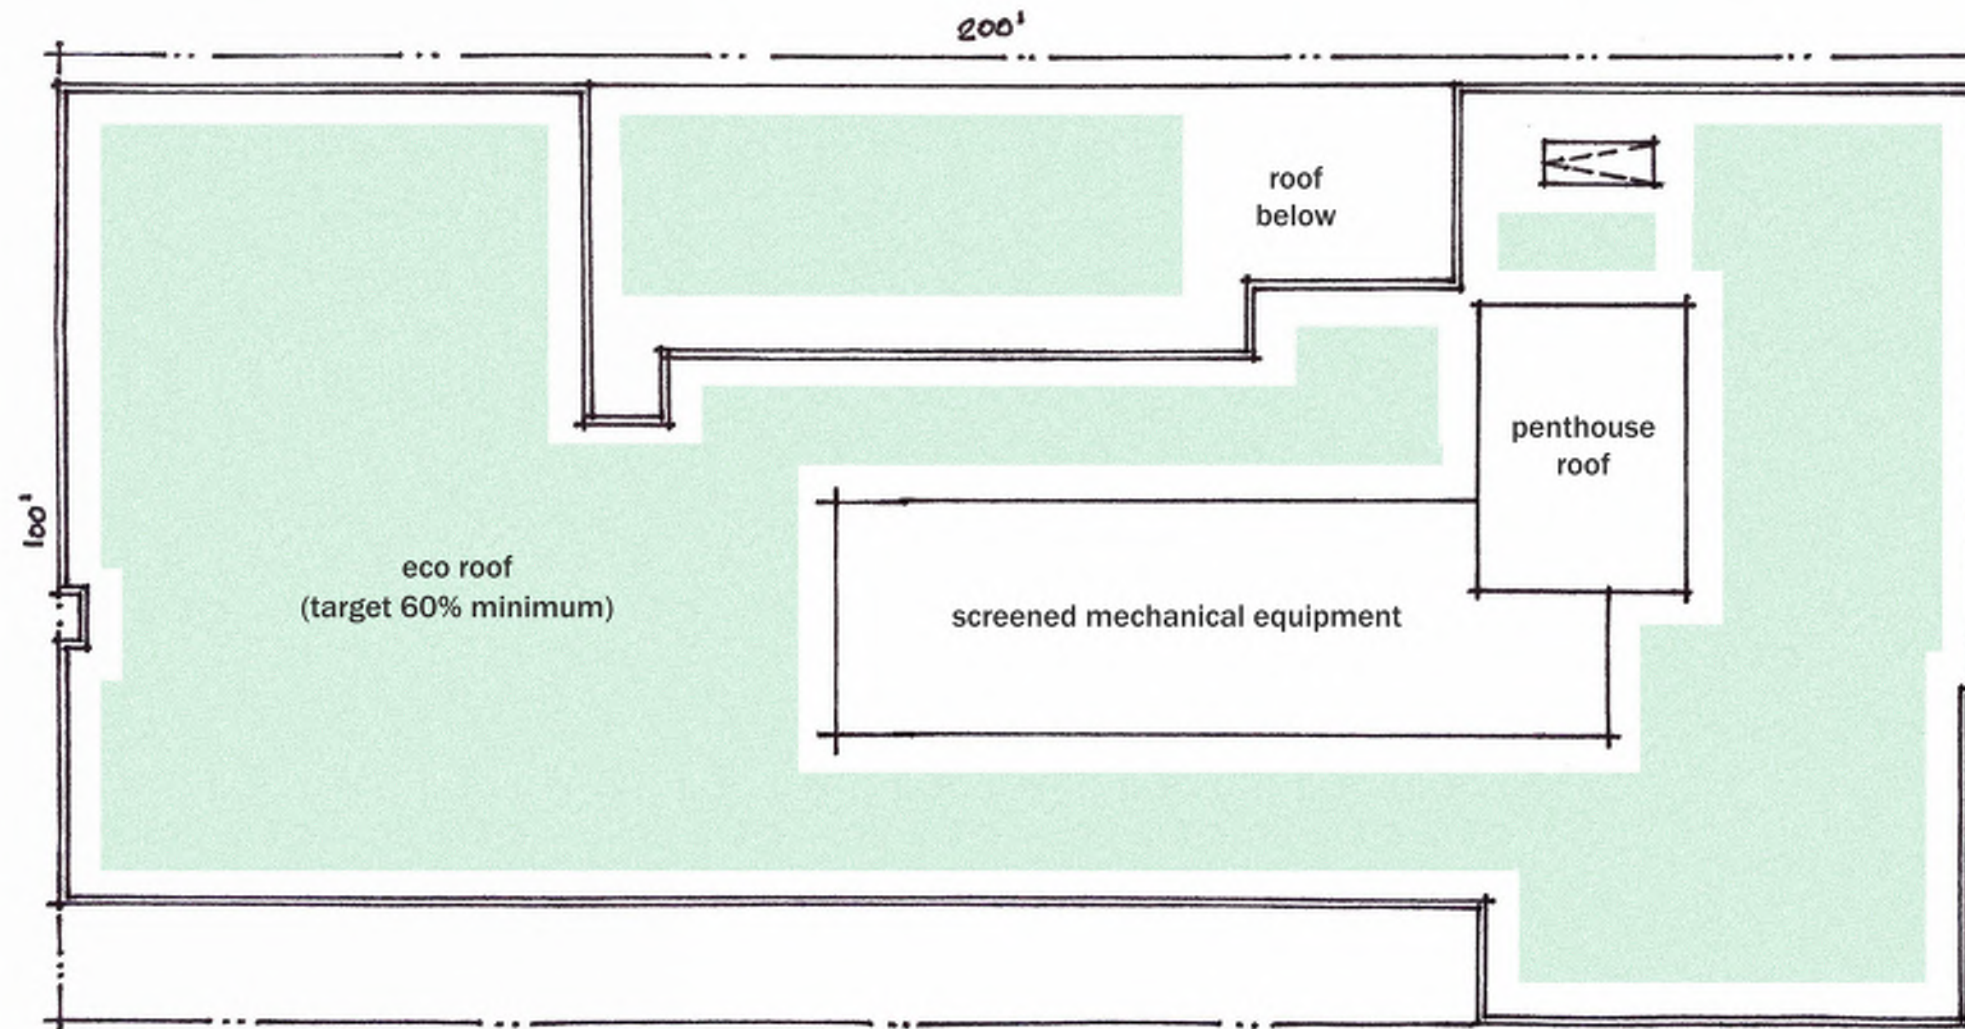 200'
roof
below
penthouse
roof
100'
eco roof
(target 60% minimum)
screened mechanical equipment